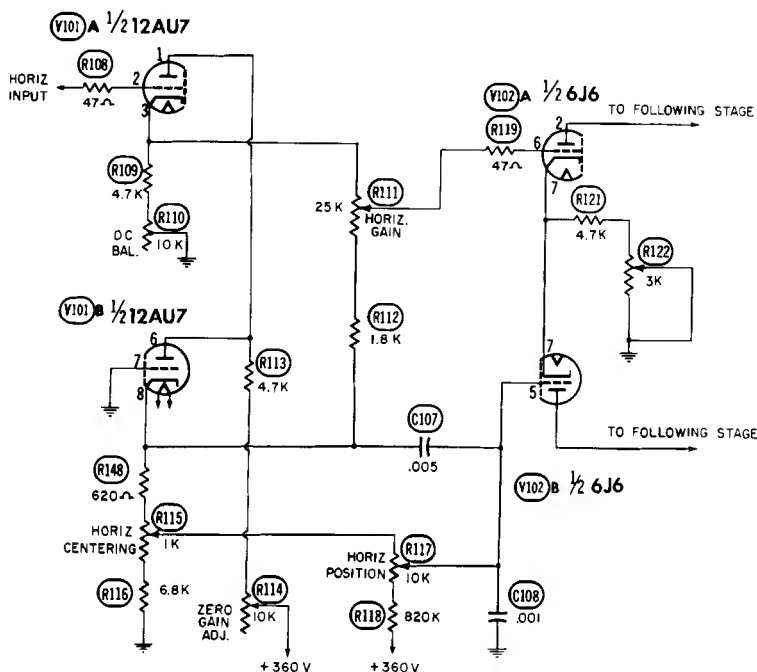 V101 A 1/2 12AU7
R108
HORIZ
INPUT
47Ω
1
2
3
R109
4.7K
R110
10K
DC
BAL.
R111
25K
HORIZ.
GAIN
R112
1.8K
V102 A 1/2 6J6
R119
47Ω
2
6
7
TO FOLLOWING STAGE
R121
4.7K
R122
3K
V101 B 1/2 12AU7
6
7
8
R113
4.7K
C107
.005
7
5
TO FOLLOWING STAGE
V102 B 1/2 6J6
R148
620Ω
R115
HORIZ
CENTERING
1K
R116
6.8K
R114
ZERO
GAIN
ADJ.
10K
+360V
HORIZ
POSITION
R117
10K
R118
820K
+360V
C108
.001